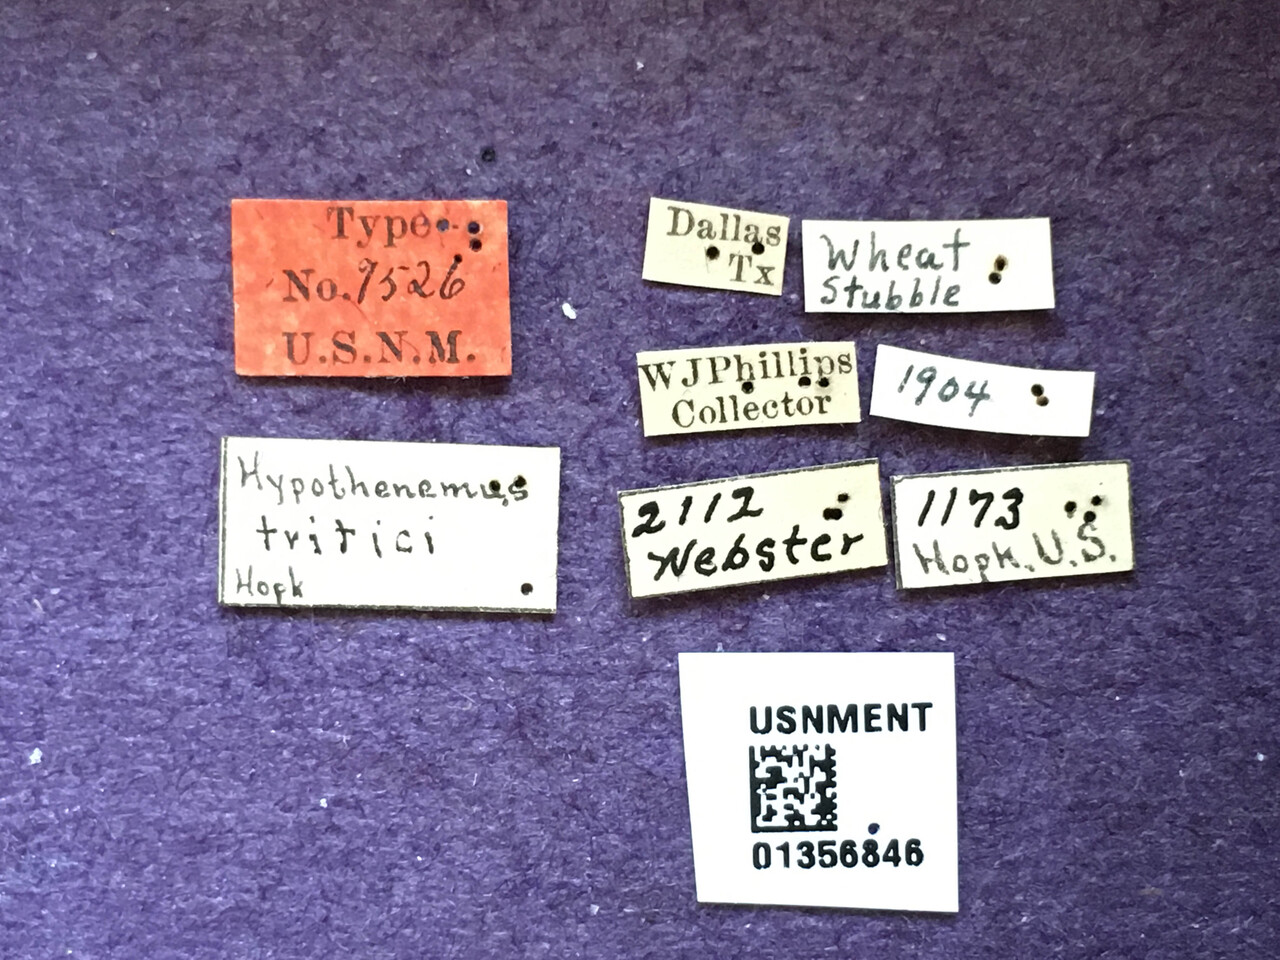 Type
No. 7526
U.S.N.M.
Hypothenemus
tritici
Hopk
Dallas
Tx
Wheat
stubble
WJPhillips
Collector
1904
2112
Webster
1173
Hopk. U.S.
USNMENT
01356846